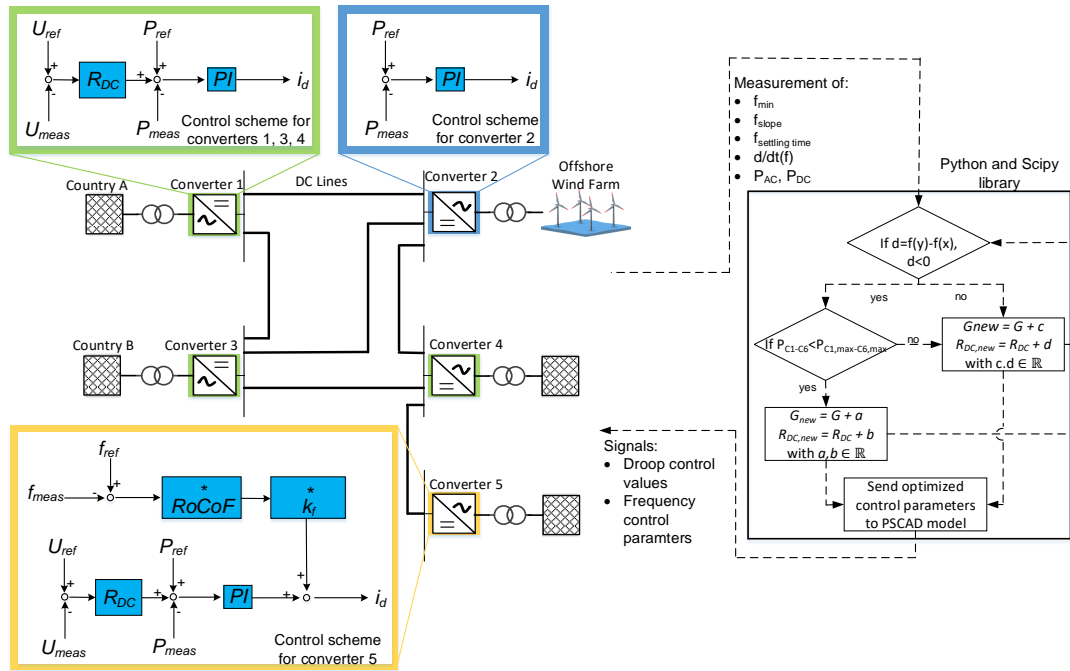 U_ref
P_ref
+
+
R_DC
+
PI
i_d
-
-
U_meas
P_meas
Control scheme for
converters 1, 3, 4
P_ref
+
PI
i_d
-
P_meas
Control scheme
for converter 2
Country A
Converter 1
DC Lines
Converter 2
Offshore
Wind Farm
Country B
Converter 3
Converter 4
Converter 5
f_ref
f_meas
-
+
*
RoCoF
*
k_f
U_ref
P_ref
+
+
+
R_DC
+
PI
+
i_d
-
-
U_meas
P_meas
Control scheme
for converter 5
Measurement of:
• f_min
• f_slope
• f_settling time
• d/dt(f)
• P_AC, P_DC
Signals:
• Droop control
values
• Frequency
control
paramters
Python and Scipy
library
If d=f(y)-f(x),
d<0
yes
no
If P_C1-C6<P_C1,max-C6,max
no
Gnew = G + c
R_DC,new = R_DC + d
with c.d ∈ ℝ
yes
G_new = G + a
R_DC,new = R_DC + b
with a,b ∈ ℝ
Send optimized
control parameters
to PSCAD model